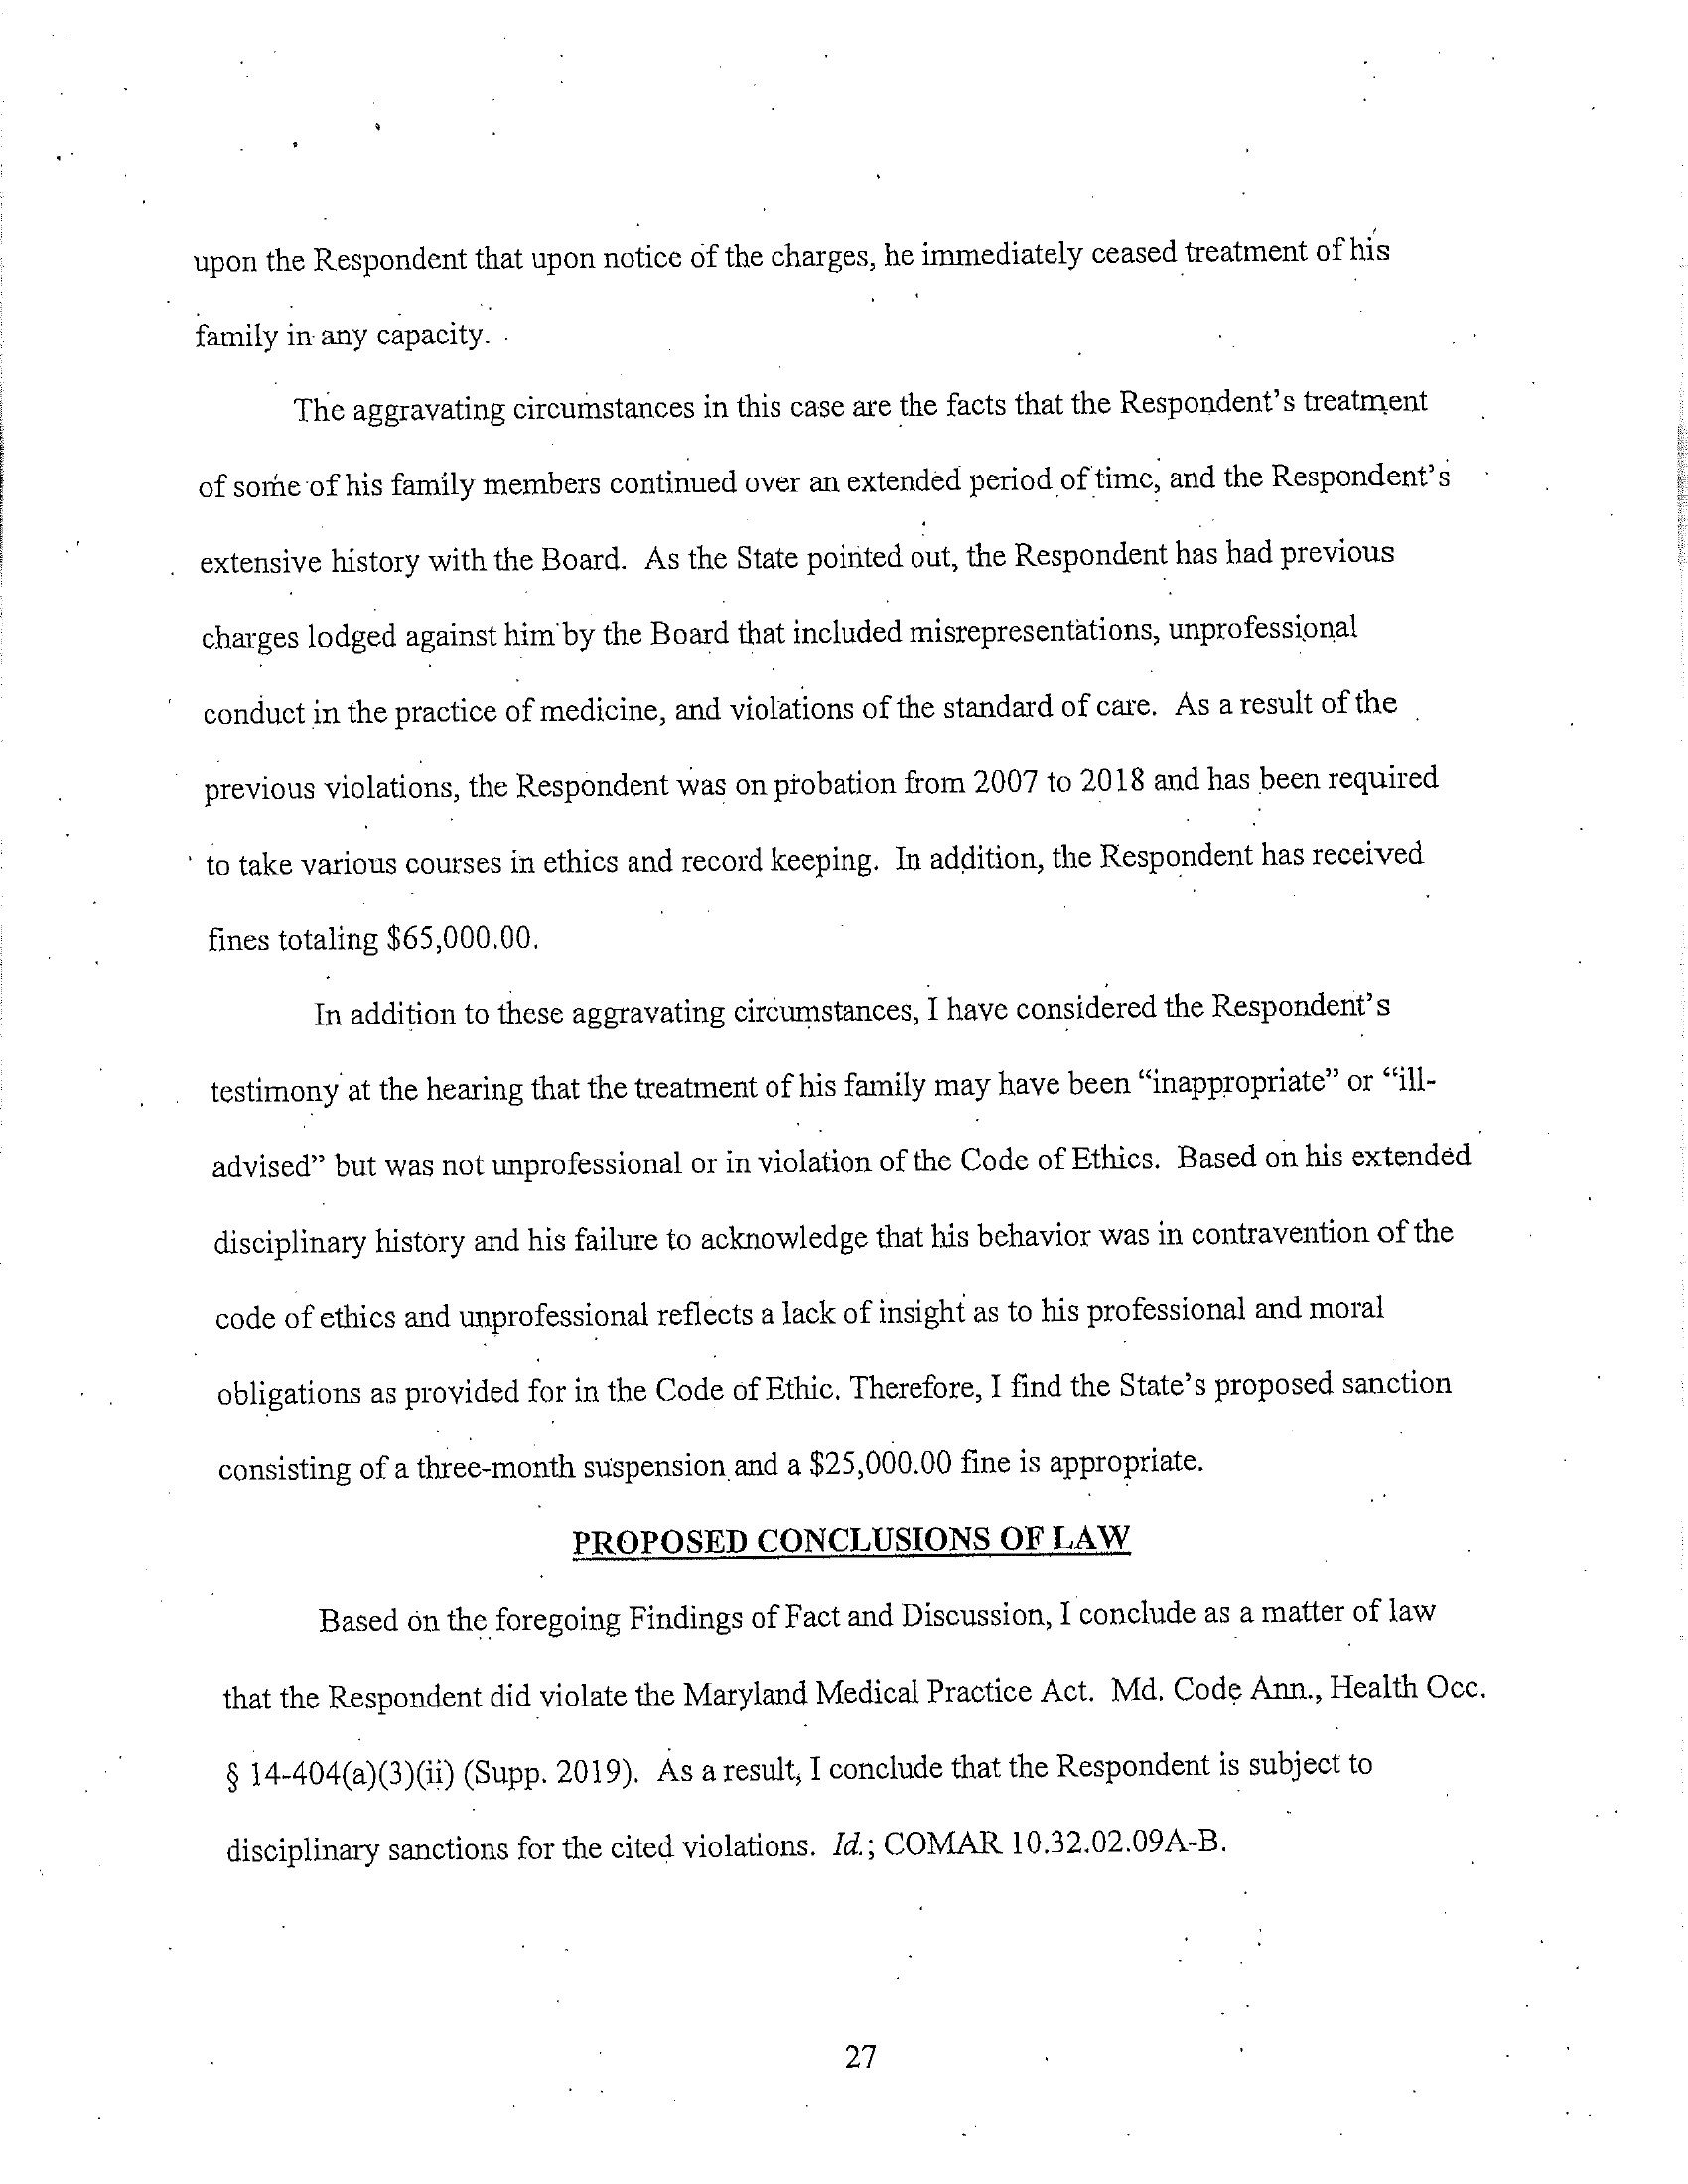 upon the Respondent that upon notice of the charges, he immediately ceased treatment of his
family in any capacity.
The aggravating circumstances in this case are the facts that the Respondent's treatment
of some of his family members continued over an extended period of time, and the Respondent's
extensive history with the Board. As the State pointed out, the Respondent has had previous
charges lodged against him by the Board that included misrepresentations, unprofessional
conduct in the practice of medicine, and violations of the standard of care. As a result of the
previous violations, the Respondent was on probation from 2007 to 2018 and has been required
to take various courses in ethics and record keeping. In addition, the Respondent has received
fines totaling $65,000.00.
In addition to these aggravating circumstances, I have considered the Respondent's
testimony at the hearing that the treatment of his family may have been “inappropriate” or “ill-
advised” but was not unprofessional or in violation of the Code of Ethics. Based on his extended
disciplinary history and his failure to acknowledge that his behavior was in contravention of the
code of ethics and unprofessional reflects a lack of insight as to his professional and moral
obligations as provided for in the Code of Ethic. Therefore, I find the State's proposed sanction
consisting of a three-month suspension and a $25,000.00 fine is appropriate.
PROPOSED CONCLUSIONS OF LAW
Based on the foregoing Findings of Fact and Discussion, I conclude as a matter of law
that the Respondent did violate the Maryland Medical Practice Act. Md. Code Ann., Health Occ.
§ 14-404(a)(3)(ii) (Supp. 2019). As a result, I conclude that the Respondent is subject to
disciplinary sanctions for the cited violations. Id.; COMAR 10.32.02.09A-B.
27